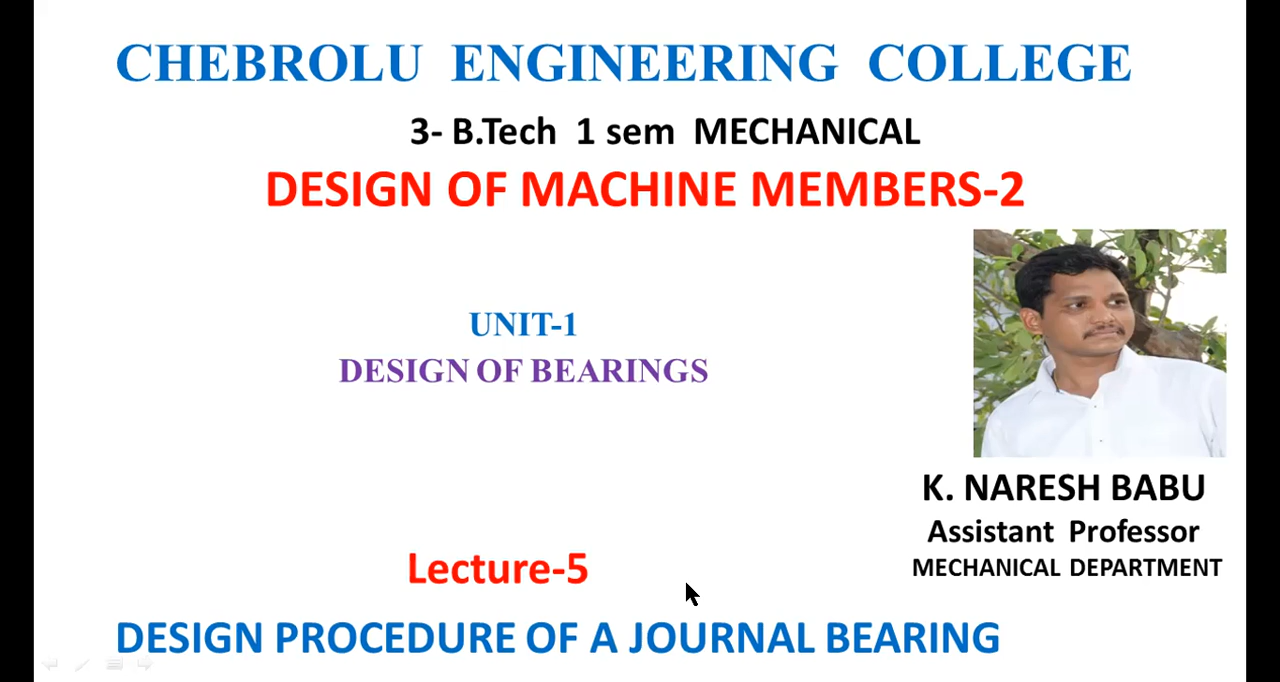 CHEBROLU ENGINEERING COLLEGE
3- B.Tech 1 sem MECHANICAL
DESIGN OF MACHINE MEMBERS-2
UNIT-1
DESIGN OF BEARINGS
K. NARESH BABU
Assistant Professor
MECHANICAL DEPARTMENT
Lecture-5
DESIGN PROCEDURE OF A JOURNAL BEARING